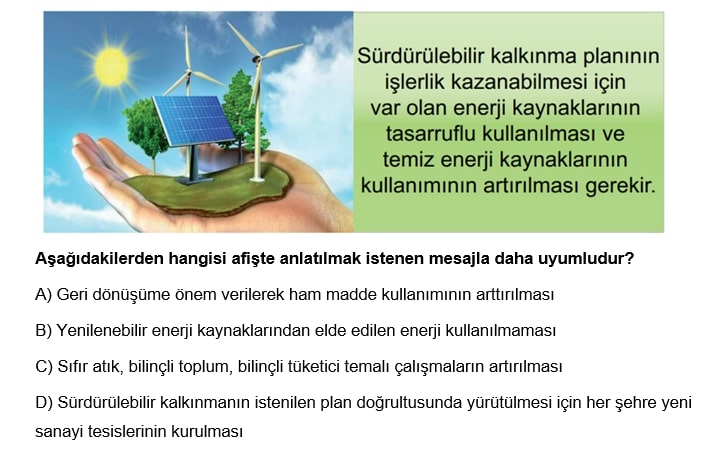 Sürdürülebilir kalkınma planının
işlerlik kazanabilmesi için
var olan enerji kaynaklarının
tasarruflu kullanılması ve
temiz enerji kaynaklarının
kullanımının artırılması gerekir.
Aşağıdakilerden hangisi afişte anlatılmak istenen mesajla daha uyumludur?
A) Geri dönüşüme önem verilerek ham madde kullanımının arttırılması
B) Yenilenebilir enerji kaynaklarından elde edilen enerji kullanılmaması
C) Sıfır atık, bilinçli toplum, bilinçli tüketici temalı çalışmaların artırılması
D) Sürdürülebilir kalkınmanın istenilen plan doğrultusunda yürütülmesi için her şehre yeni
sanayi tesislerinin kurulması